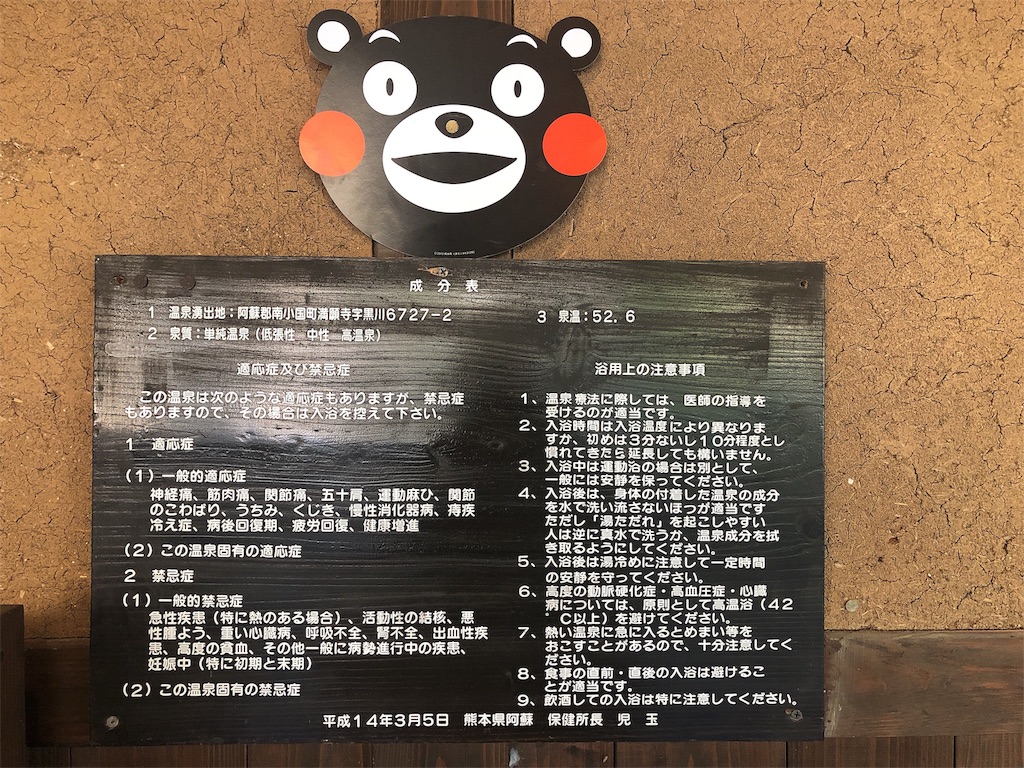 成分表
1 温泉湧出地:阿蘇郡南小国町満願寺字黒川6727-2
2 泉質:単純温泉(低張性 中性 高温泉)
3 泉温:52.6
適応症及び禁忌症
この温泉は次のような適応症もありますが、禁忌症
もありますので、その場合は入浴を控えて下さい。
1 適応症
(1)一般的適応症
神経痛、筋肉痛、関節痛、五十肩、運動麻ひ、関節
のこわばり、うちみ、くじき、慢性消化器病、痔疾
冷え症、病後回復期、疲労回復、健康増進
(2)この温泉固有の適応症
2 禁忌症
(1)一般的禁忌症
急性疾患(特に熱のある場合)、活動性の結核、悪
性腫よう、重い心臓病、呼吸不全、腎不全、出血性疾
患、高度の貧血、その他一般に病勢進行中の疾患、
妊娠中(特に初期と末期)
(2)この温泉固有の禁忌症
浴用上の注意事項
1、温泉療法に際しては、医師の指導を
受けるのが適当です。
2、入浴時間は入浴温度により異なりま
すが、初めは3分ないし10分程度とし
慣れてきたら延長しても構いません。
3、入浴中は運動浴の場合は別として、
一般には安静を保ってください。
4、入浴後は、身体の付着した温泉の成分
を水で洗い流さないほっが適当です
ただし「湯ただれ」を起こしやすい
人は逆に真水で洗うか、温泉成分を拭
き取るようにしてください。
5、入浴後は湯冷めに注意して一定時間
の安静を守ってください。
6、高度の動脈硬化症・高血圧症・心臓
病については、原則として高温浴(42
℃以上)を避けてください。
7、熱い温泉に急に入るとめまい等を
おこすことがあるので、十分注意してく
ださい。
8、食事の直前・直後の入浴は避けるこ
とが適当です。
9、飲酒しての入浴は特に注意してください。
平成14年3月5日 熊本県阿蘇 保健所長 児 玉